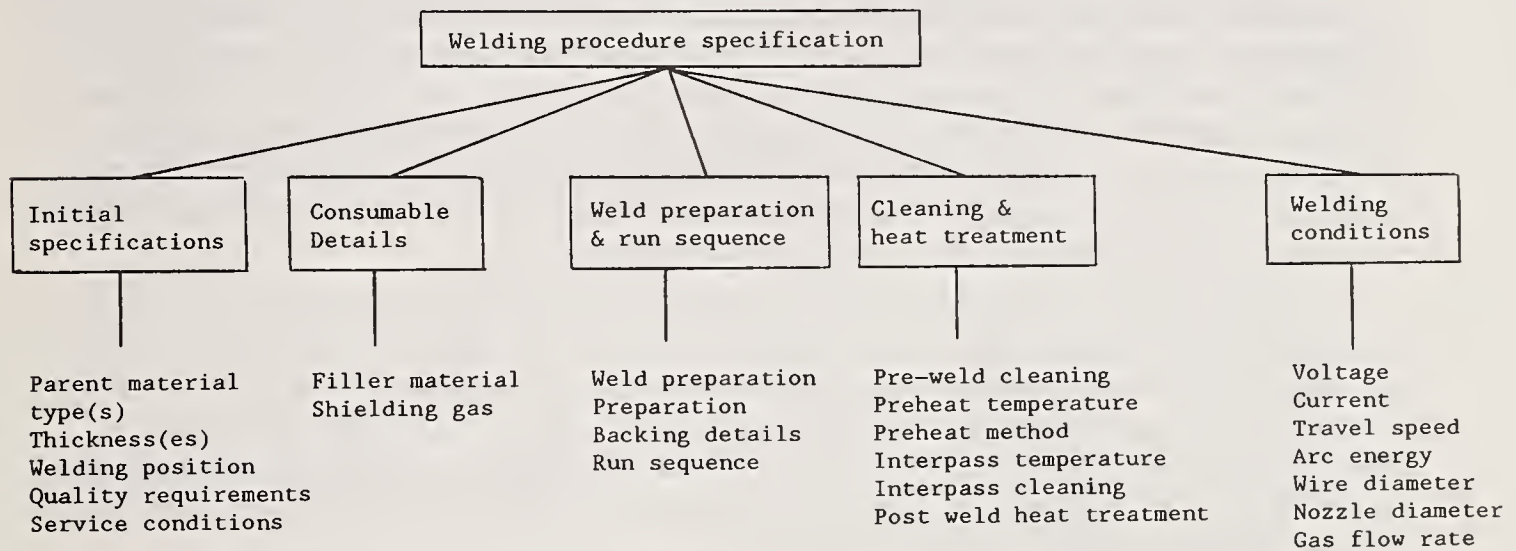 Welding procedure specification
Initial
specifications
Consumable
Details
Weld preparation
& run sequence
Cleaning &
heat treatment
Welding
conditions
Parent material
type(s)
Thickness(es)
Welding position
Quality requirements
Service conditions
Filler material
Shielding gas
Weld preparation
Preparation
Backing details
Run sequence
Pre-weld cleaning
Preheat temperature
Preheat method
Interpass temperature
Interpass cleaning
Post weld heat treatment
Voltage
Current
Travel speed
Arc energy
Wire diameter
Nozzle diameter
Gas flow rate